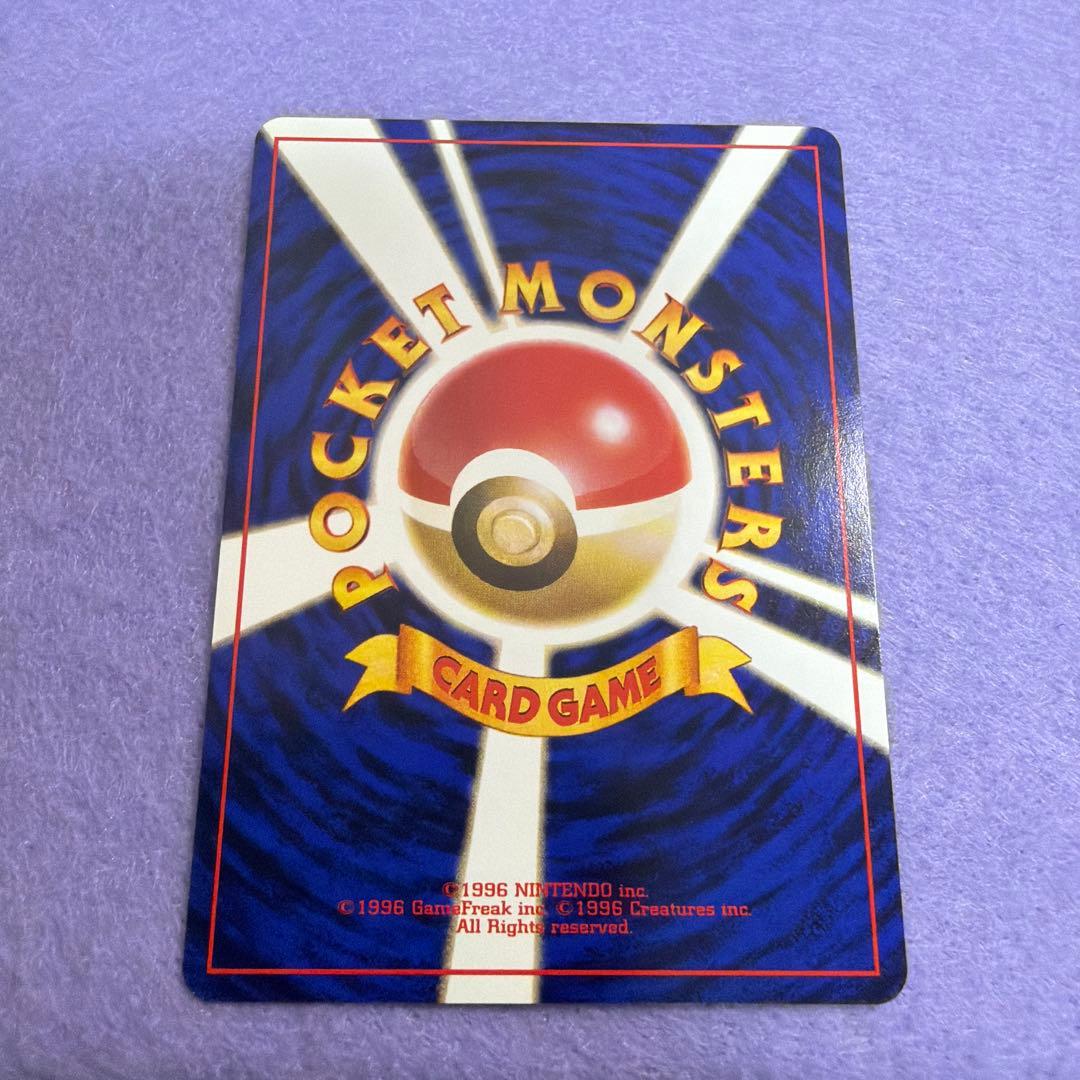 POCKET MONSTERS
CARD GAME
©1996 NINTENDO inc.
©1996 GameFreak inc. ©1996 Creatures inc.
All Rights reserved.